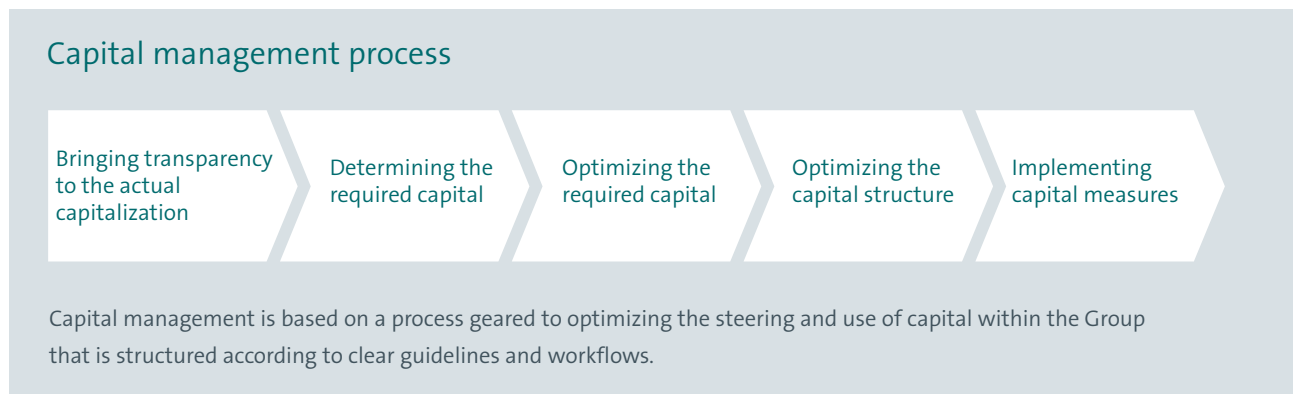 Capital management process
Bringing transparency
to the actual
capitalization
Determining the
required capital
Optimizing the
required capital
Optimizing the
capital structure
Implementing
capital measures
Capital management is based on a process geared to optimizing the steering and use of capital within the Group
that is structured according to clear guidelines and workflows.